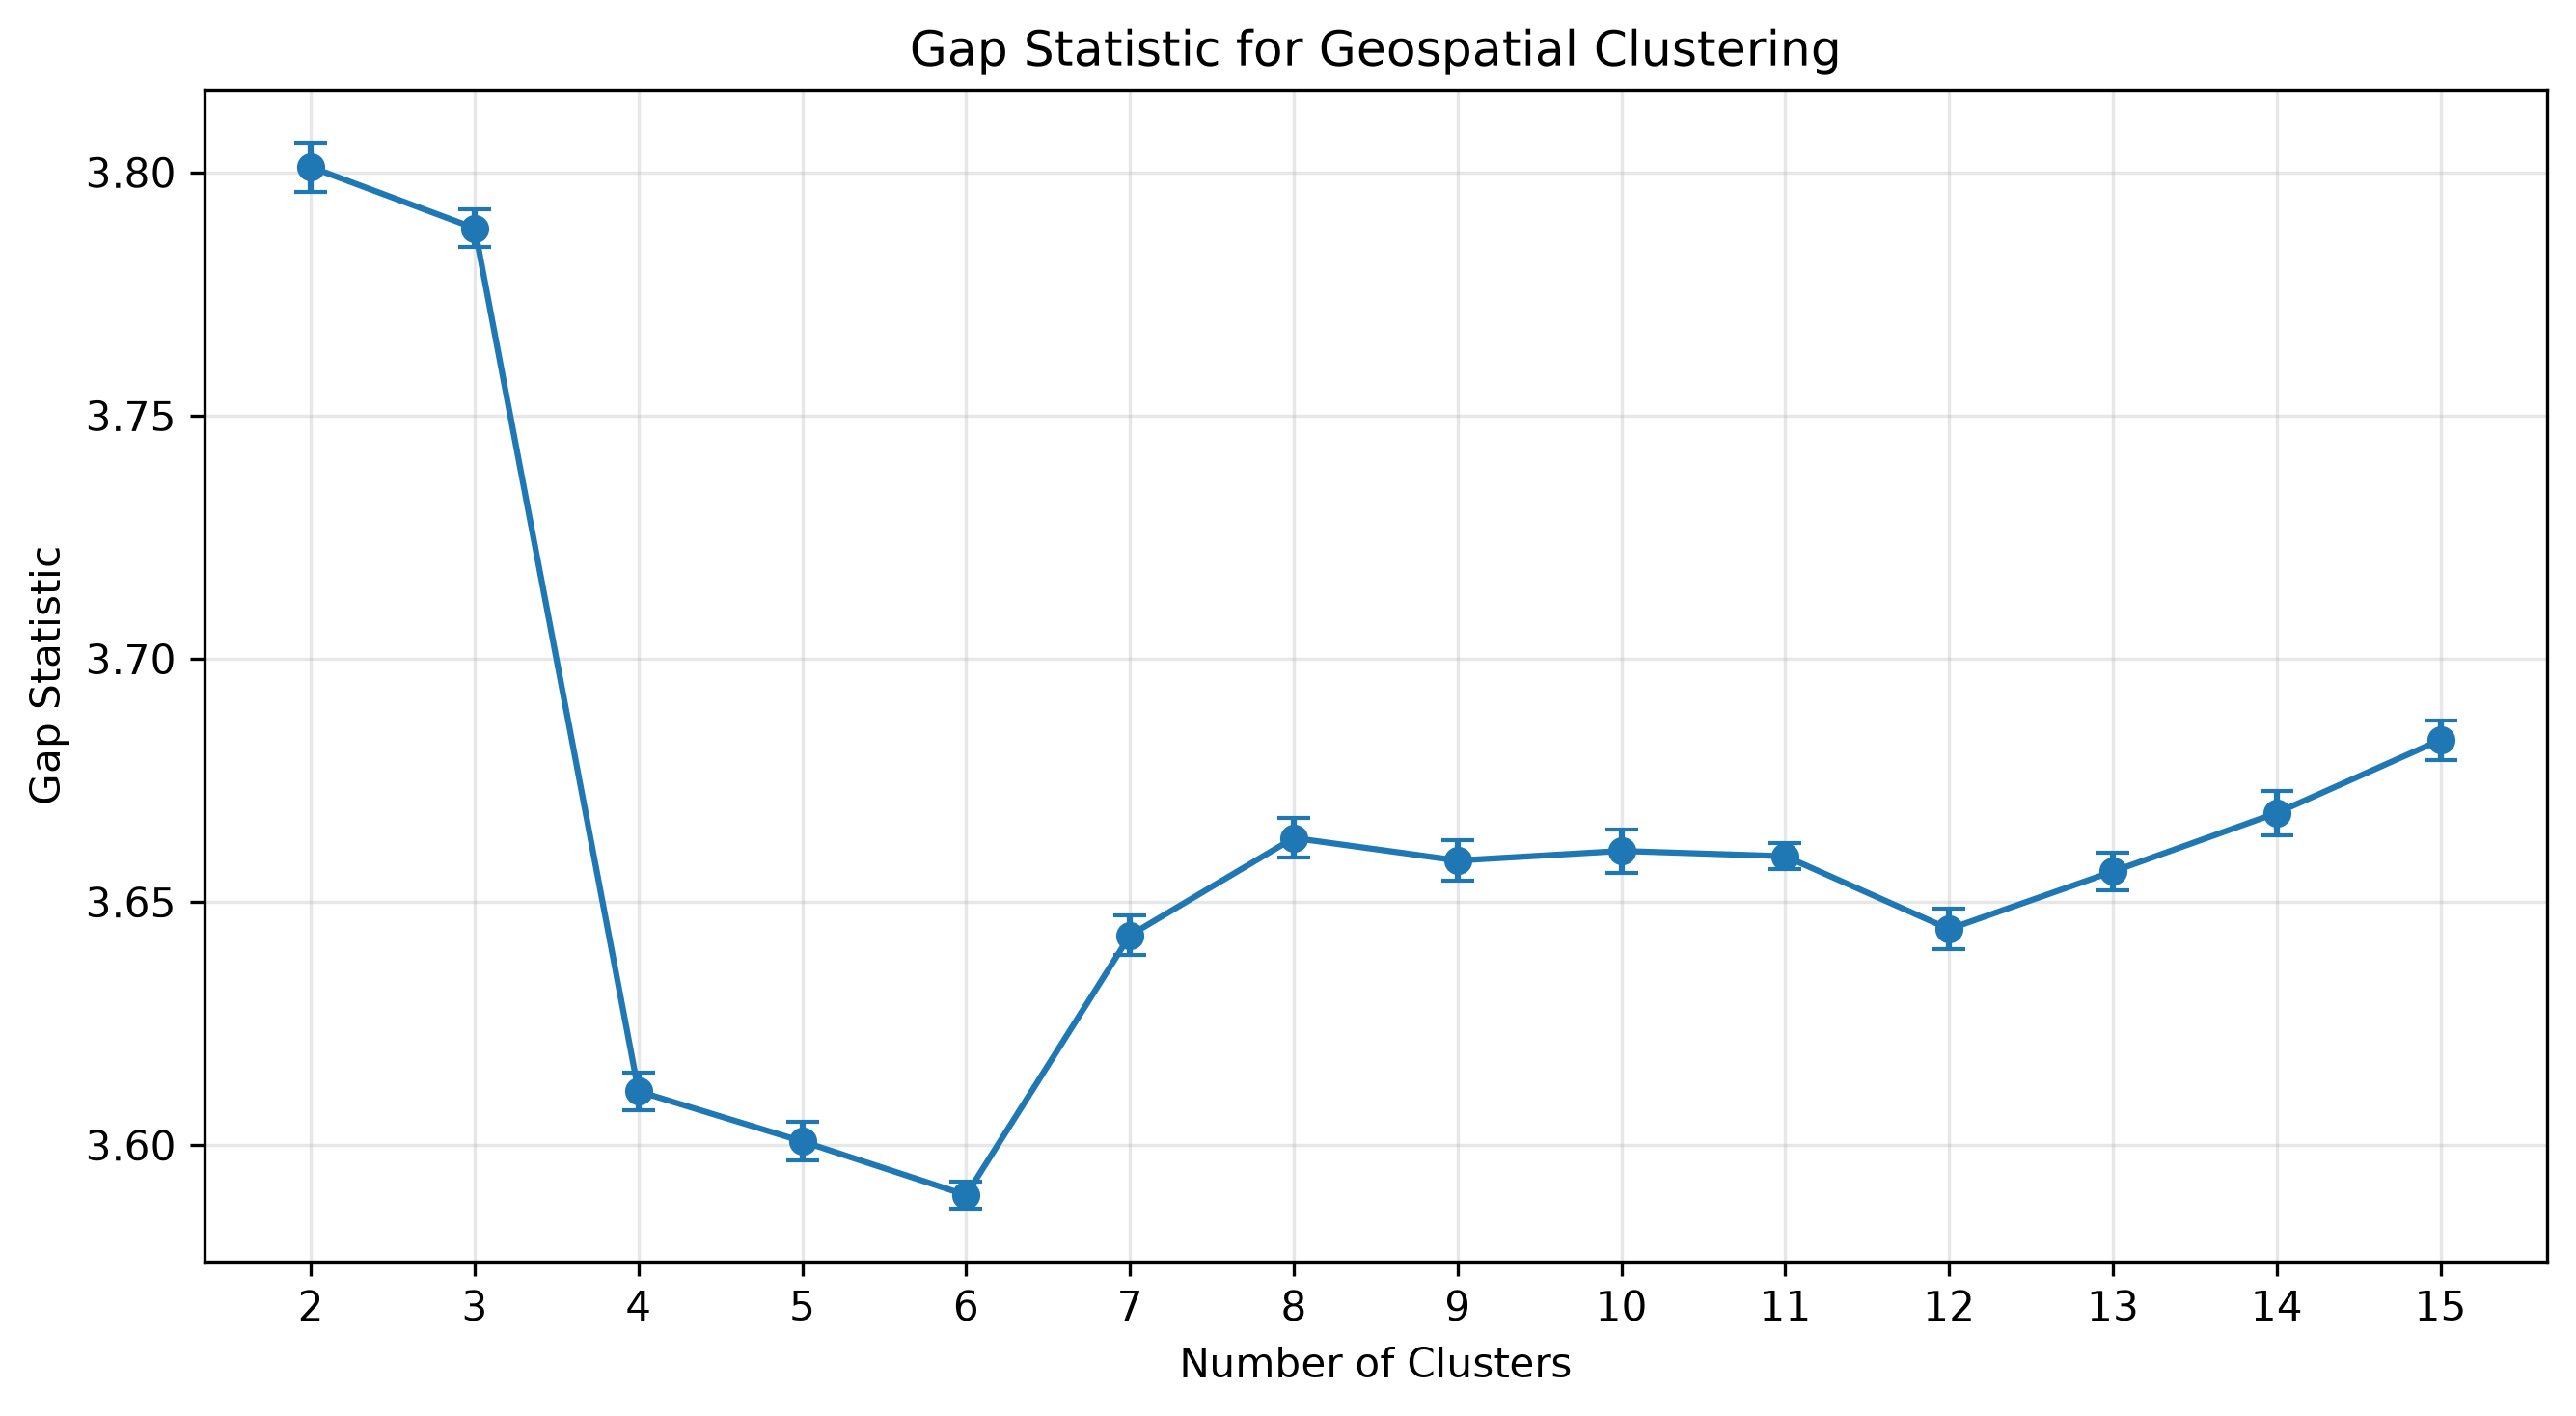 Gap Statistic for Geospatial Clustering
Gap Statistic
3.80
3.75
3.70
3.65
3.60
2 3 4 5 6 7 8 9 10 11 12 13 14 15
Number of Clusters